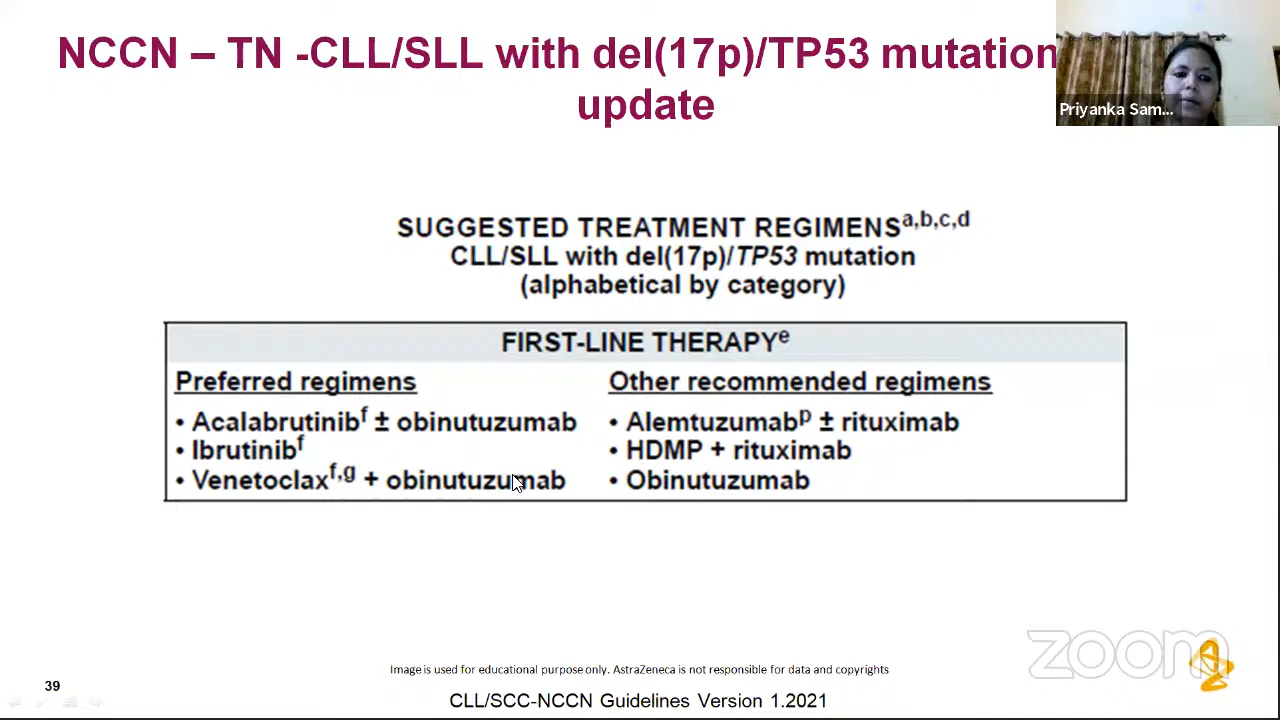 NCCN – TN -CLL/SLL with del(17p)/TP53 mutation
update
Priyanka Sam...
SUGGESTED TREATMENT REGIMENSa,b,c,d
CLL/SLL with del(17p)/TP53 mutation
(alphabetical by category)
FIRST-LINE THERAPYe
Preferred regimens
• Acalabrutinibf ± obinutuzumab
• Ibrutinibf
• Venetoclaxf,g + obinutuzumab
Other recommended regimens
• Alemtuzumabp ± rituximab
• HDMP + rituximab
• Obinutuzumab
zoom
Image is used for educational purpose only. AstraZeneca is not responsible for data and copyrights
39
CLL/SCC-NCCN Guidelines Version 1.2021